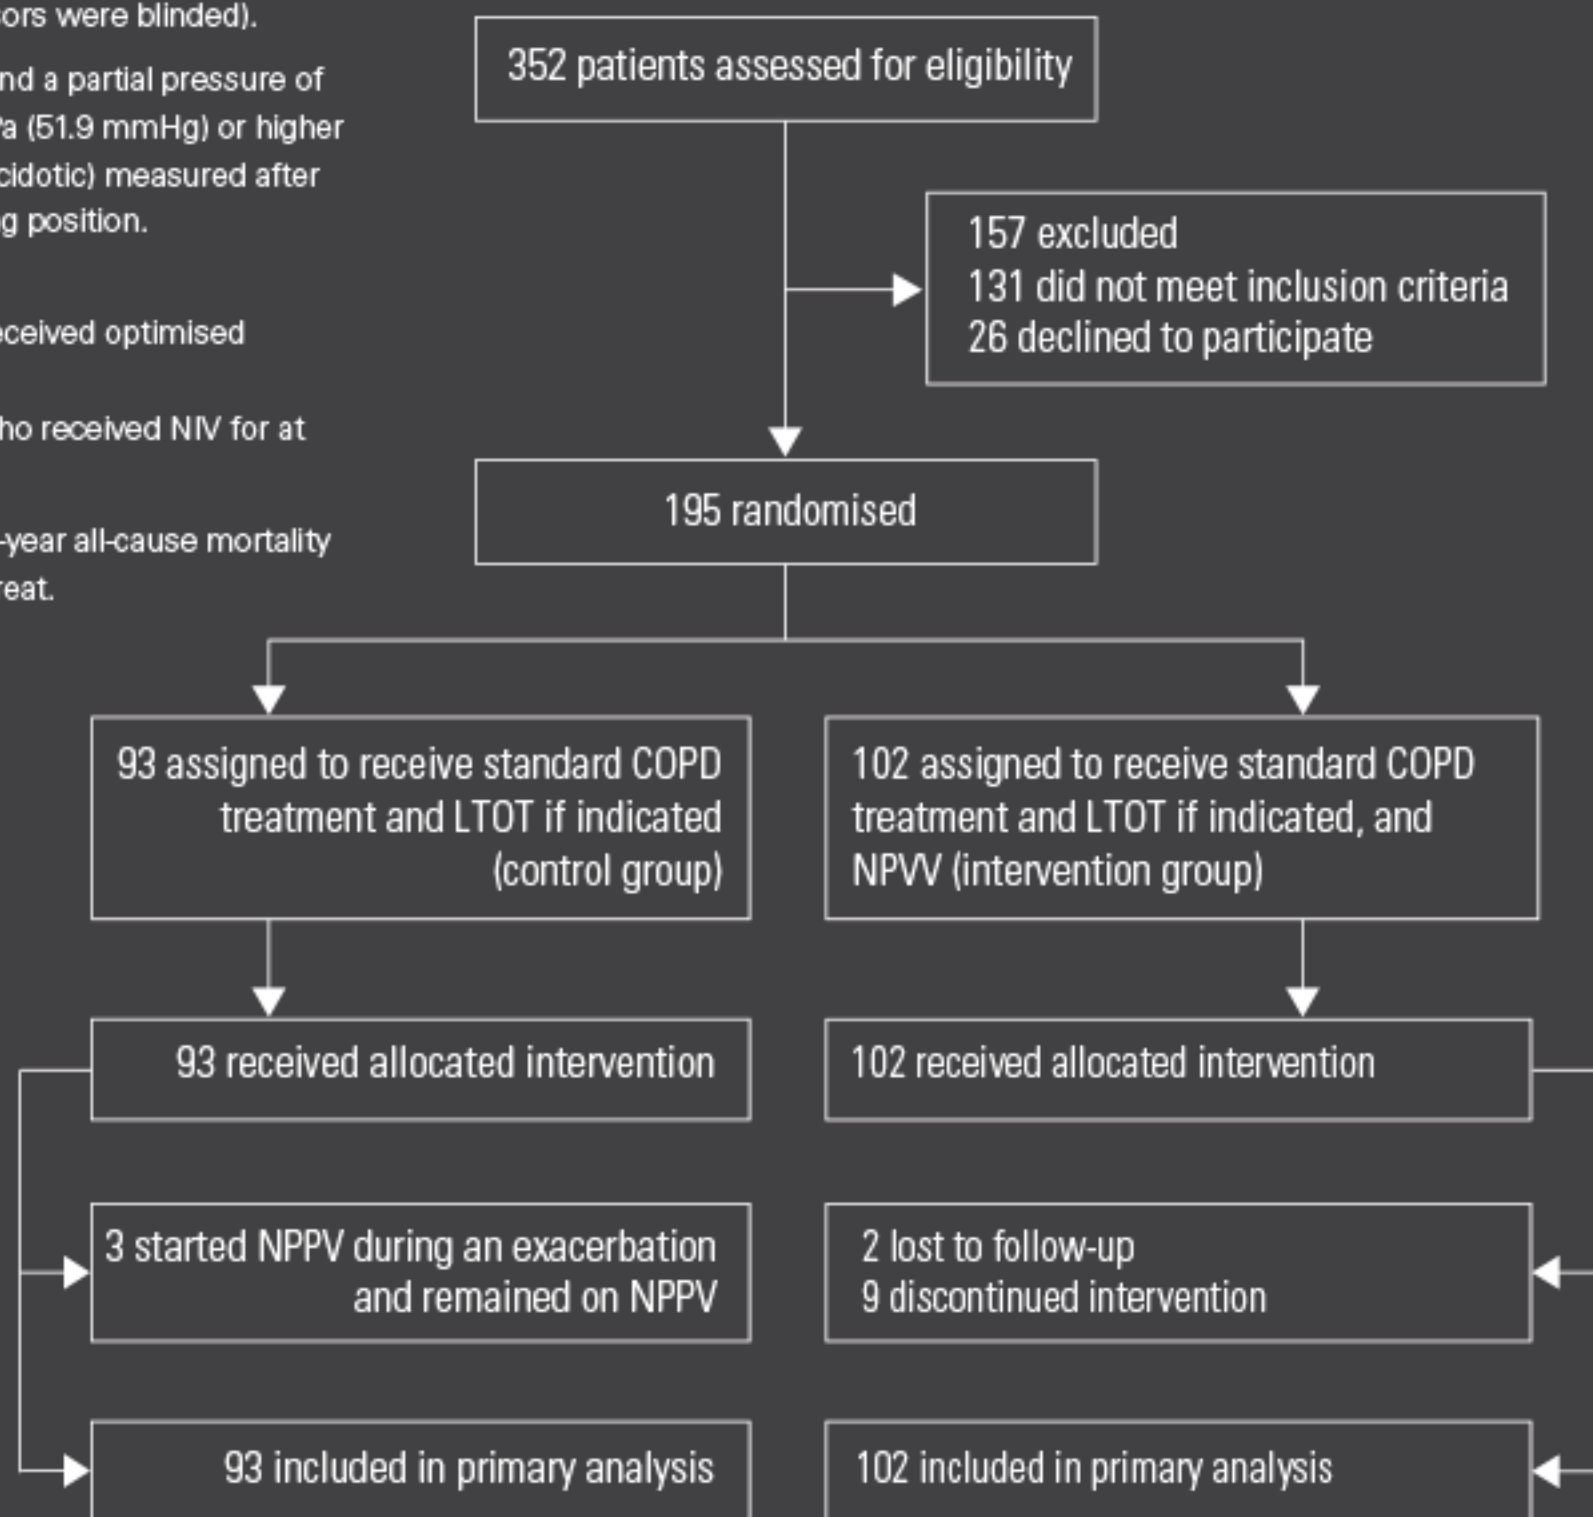 ors were blinded).
nd a partial pressure of
a (51.9 mmHg) or higher
cidotic) measured after
g position.
eceived optimised
ho received NIV for at
-year all-cause mortality
reat.
352 patients assessed for eligibility
157 excluded
131 did not meet inclusion criteria
26 declined to participate
195 randomised
93 assigned to receive standard COPD
treatment and LTOT if indicated
(control group)
102 assigned to receive standard COPD
treatment and LTOT if indicated, and
NPVV (intervention group)
93 received allocated intervention
102 received allocated intervention
3 started NPPV during an exacerbation
and remained on NPPV
2 lost to follow-up
9 discontinued intervention
93 included in primary analysis
102 included in primary analysis